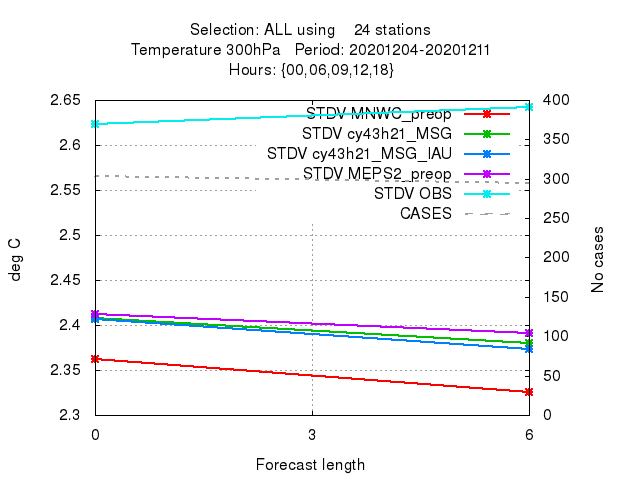 Selection: ALL using 24 stations
Temperature 300hPa Period: 20201204-20201211
Hours: {00,06,09,12,18}
2.65
2.6
2.55
2.5
2.45
2.4
2.35
2.3
400
350
300
250
200
150
100
50
0
STDV MNWC_preop
STDV cy43h21_MSG
STDV cy43h21_MSG_IAU
STDV MEPS2_preop
STDV OBS
CASES
deg C
No cases
0 3 6
Forecast length